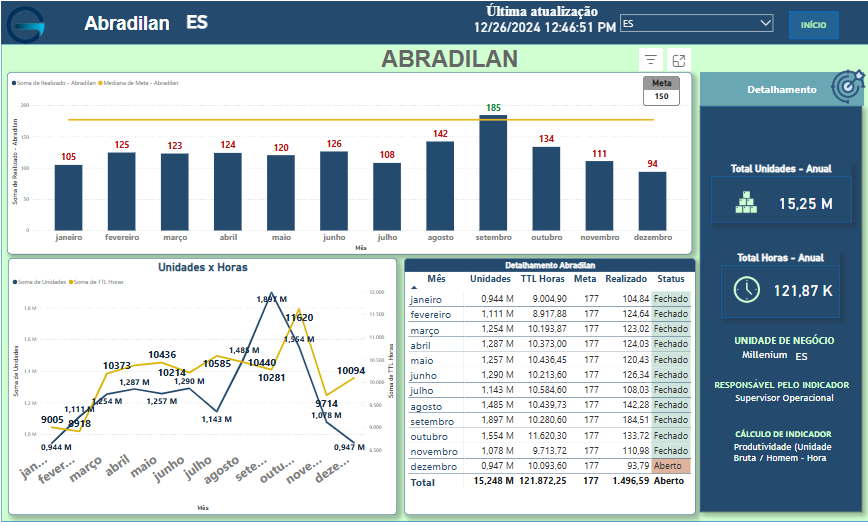 Abradilan ES
Última atualização
12/26/2024 12:46:51 PM
ES
INÍCIO
ABRADILAN
Soma de Realizado - Abradilan Mediana de Meta - Abradilan
Meta
150
Soma de Realizado - Abradilan
200
150
100
50
0
105 125 123 124 120 126 108 142 185 134 111 94
janeiro fevereiro março abril maio junho julho agosto setembro outubro novembro dezembro
Mês
Unidades x Horas
Soma de Unidades Soma de TTL Horas
Soma de Unidades
1,8 M
1,6 M
1,4 M
1,2 M
1,0 M
Soma de TTL Horas
12.000
11.500
11.000
10.500
10.000
9.500
9.000
8.500
9005 8918 10373 10436 10214 10585 10440 10281 11620 9714 10094
0,944 M 1,111 M 1,254 M 1,287 M 1,257 M 1,290 M 1,143 M 1,485 M 1,897 M 1,554 M 1,078 M 0,947 M
jan... fever... março abril maio junho julho agosto sete... outu... nove... deze...
Mês
Detalhamento Abradilan
Mês Unidades TTL Horas Meta Realizado Status
janeiro 0,944 M 9.004,90 177 104,84 Fechado
fevereiro 1,111 M 8.917,88 177 124,64 Fechado
março 1,254 M 10.193,87 177 123,02 Fechado
abril 1,287 M 10.373,00 177 124,03 Fechado
maio 1,257 M 10.436,45 177 120,43 Fechado
junho 1,290 M 10.213,60 177 126,34 Fechado
julho 1,143 M 10.584,60 177 108,03 Fechado
agosto 1,485 M 10.439,73 177 142,28 Fechado
setembro 1,897 M 10.280,60 177 184,51 Fechado
outubro 1,554 M 11.620,30 177 133,72 Fechado
novembro 1,078 M 9.713,72 177 110,98 Fechado
dezembro 0,947 M 10.093,60 177 93,79 Aberto
Total 15,248 M 121.872,25 177 1.496,59 Aberto
Detalhamento
Total Unidades - Anual
15,25 M
Total Horas - Anual
121,87 K
UNIDADE DE NEGÓCIO
Millenium ES
RESPONSÁVEL PELO INDICADOR
Supervisor Operacional
CÁLCULO DE INDICADOR
Produtividade (Unidade
Bruta / Homem - Hora